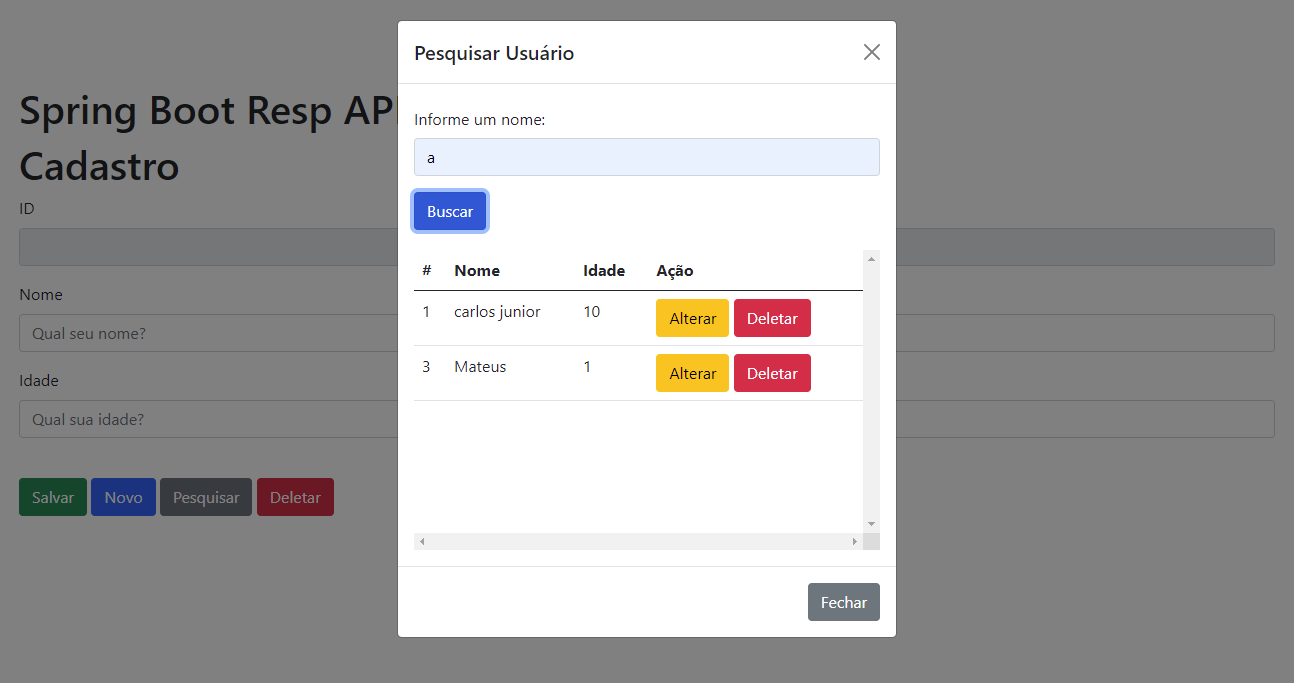 Pesquisar Usuário
Spring Boot Resp AP
Cadastro
ID
Nome
Qual seu nome?
Idade
Qual sua idade?
Salvar Novo Pesquisar Deletar
Informe um nome:
a
Buscar
# Nome Idade Ação
1 carlos junior 10 Alterar Deletar
3 Mateus 1 Alterar Deletar
Fechar